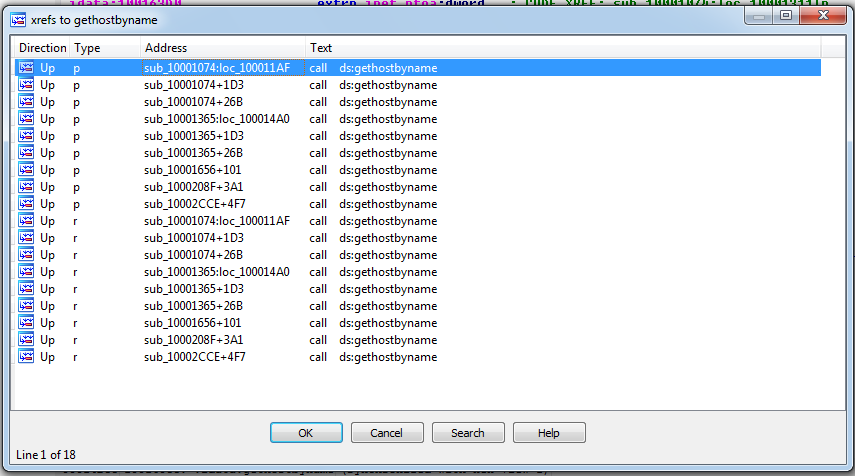 xrefs to gethostbyname
Direction Type Address Text
Up p sub_10001074:loc_100011AF call ds:gethostbyname
Up p sub_10001074+1D3 call ds:gethostbyname
Up p sub_10001074+26B call ds:gethostbyname
Up p sub_10001365:loc_100014A0 call ds:gethostbyname
Up p sub_10001365+1D3 call ds:gethostbyname
Up p sub_10001365+26B call ds:gethostbyname
Up p sub_10001656+101 call ds:gethostbyname
Up p sub_1000208F+3A1 call ds:gethostbyname
Up p sub_10002CCE+4F7 call ds:gethostbyname
Up r sub_10001074:loc_100011AF call ds:gethostbyname
Up r sub_10001074+1D3 call ds:gethostbyname
Up r sub_10001074+26B call ds:gethostbyname
Up r sub_10001365:loc_100014A0 call ds:gethostbyname
Up r sub_10001365+1D3 call ds:gethostbyname
Up r sub_10001365+26B call ds:gethostbyname
Up r sub_10001656+101 call ds:gethostbyname
Up r sub_1000208F+3A1 call ds:gethostbyname
Up r sub_10002CCE+4F7 call ds:gethostbyname
OK Cancel Search Help
Line 1 of 18